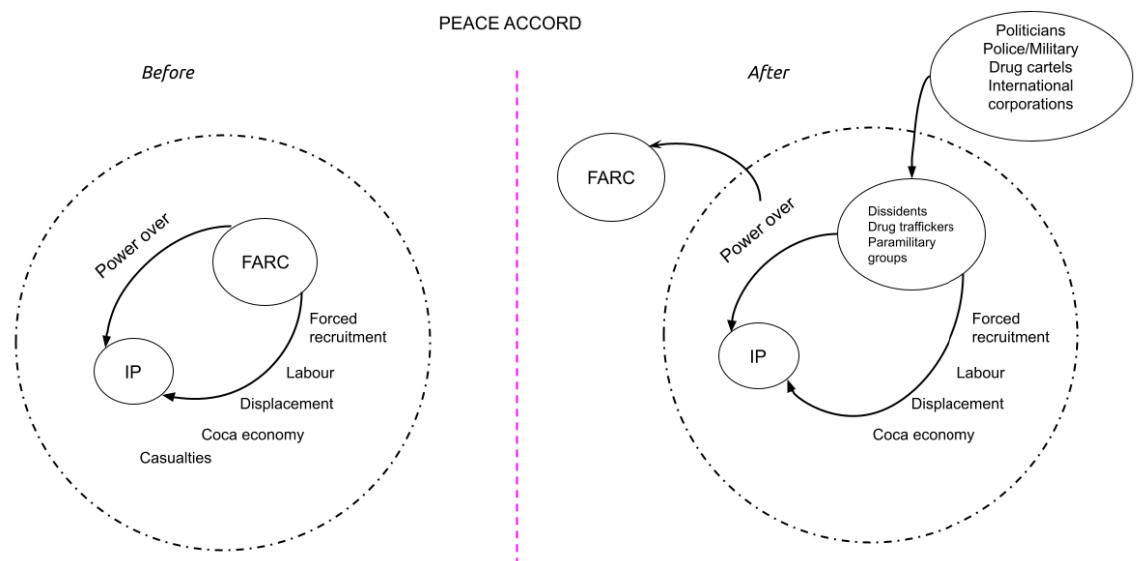 PEACE ACCORD
Before
Power over
FARC
IP
Forced
recruitment
Labour
Displacement
Coca economy
Casualties
After
Politicians
Police/Military
Drug cartels
International
corporations
FARC
Power over
Dissidents
Drug traffickers
Paramilitary
groups
IP
Forced
recruitment
Labour
Displacement
Coca economy